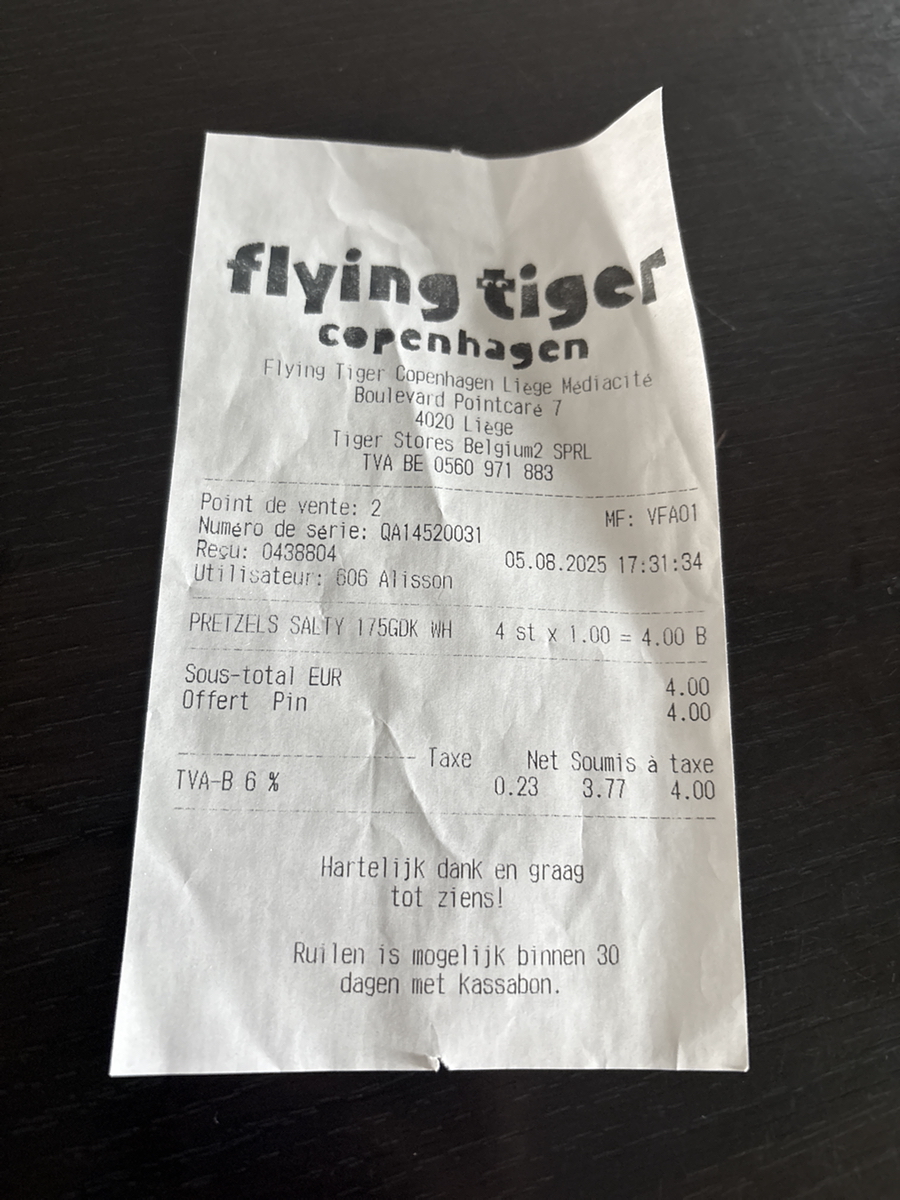 flying tiger
copenhagen
Flying Tiger Copenhagen Liège Médiacité
Boulevard Pointcaré 7
4020 Liège
Tiger Stores Belgium2 SPRL
TVA BE 0560 971 883
Point de vente: 2 MF: VFA01
Numéro de série: QA14520031
Reçu: 0438804 05.08.2025 17:31:34
Utilisateur: 606 Alisson
PRETZELS SALTY 175GDK WH 4 st x 1.00 = 4.00 B
Sous-total EUR 4.00
Offert Pin 4.00
Taxe Net Soumis à taxe
TVA-B 6 % 0.23 3.77 4.00
Hartelijk dank en graag
tot ziens!
Ruilen is mogelijk binnen 30
dagen met kassabon.